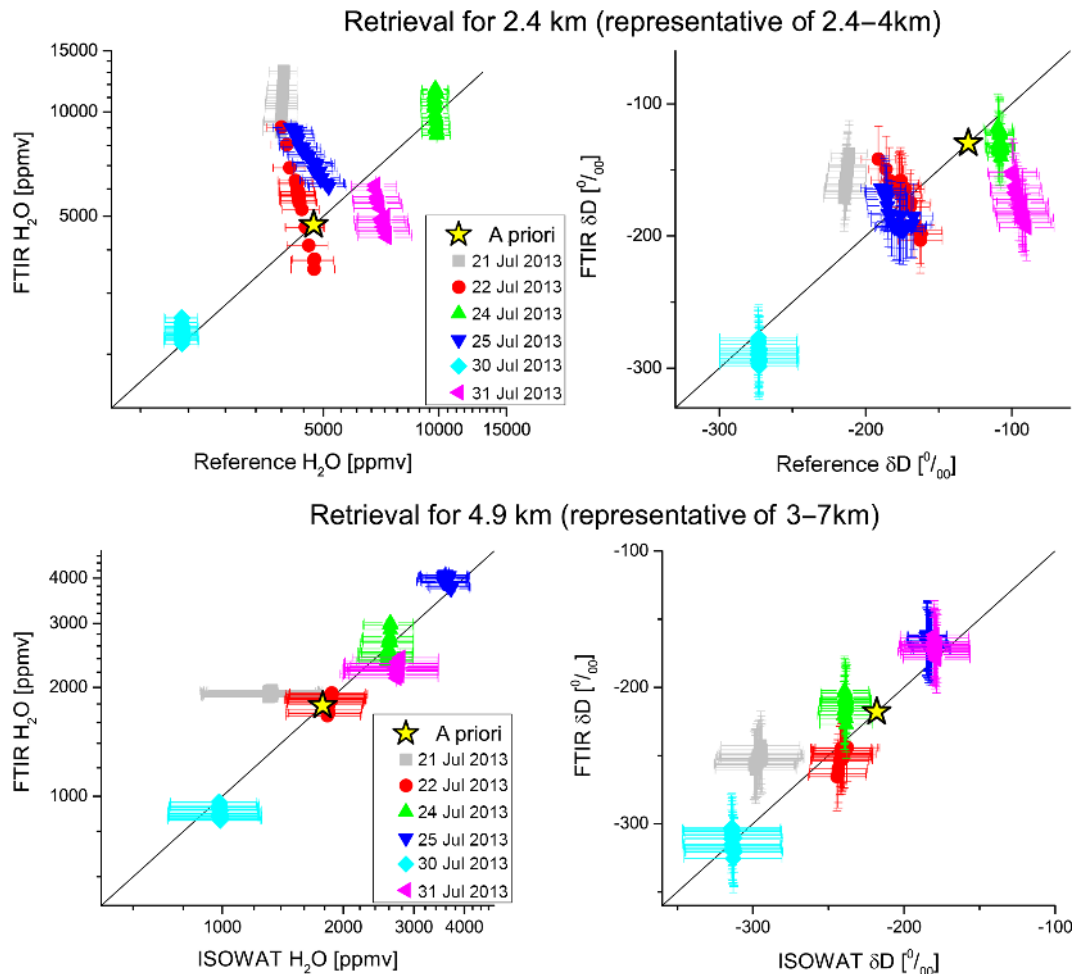 Retrieval for 2.4 km (representative of 2.4–4km)
15000
10000
5000
FTIR H₂O [ppmv]
5000
10000
15000
Reference H₂O [ppmv]
A priori
21 Jul 2013
22 Jul 2013
24 Jul 2013
25 Jul 2013
30 Jul 2013
31 Jul 2013
-100
-200
-300
FTIR δD [⁰/₀₀]
-300
-200
-100
Reference δD [⁰/₀₀]
Retrieval for 4.9 km (representative of 3–7km)
4000
3000
2000
1000
FTIR H₂O [ppmv]
1000
2000
3000
4000
ISOWAT H₂O [ppmv]
A priori
21 Jul 2013
22 Jul 2013
24 Jul 2013
25 Jul 2013
30 Jul 2013
31 Jul 2013
-100
-200
-300
FTIR δD [⁰/₀₀]
-300
-200
-100
ISOWAT δD [⁰/₀₀]